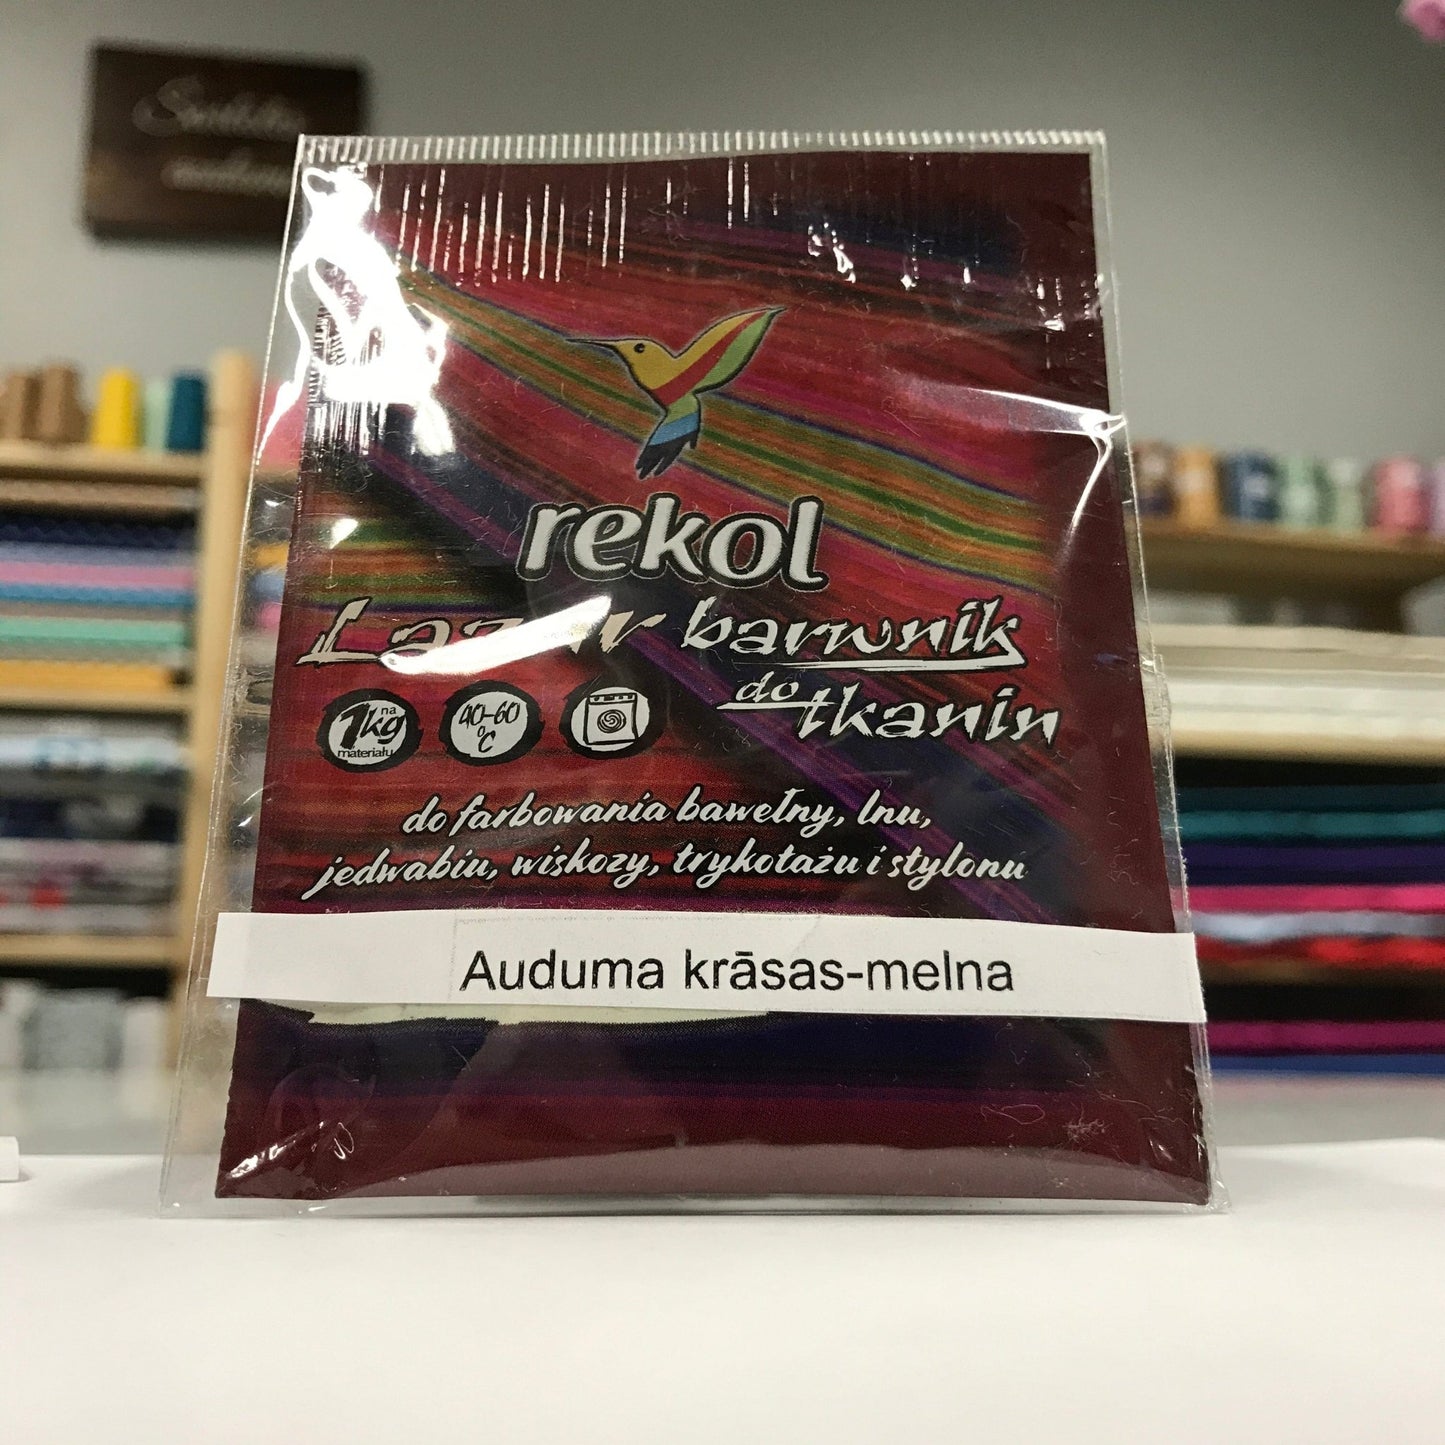 rekol
Lazur barwnik
do tkanin
1kg
na
materiału
40-60
°C
do farbowania bawełny, lnu,
jedwabiu, wiskozy, trykotażu i stylonu
Auduma krāsas-melna